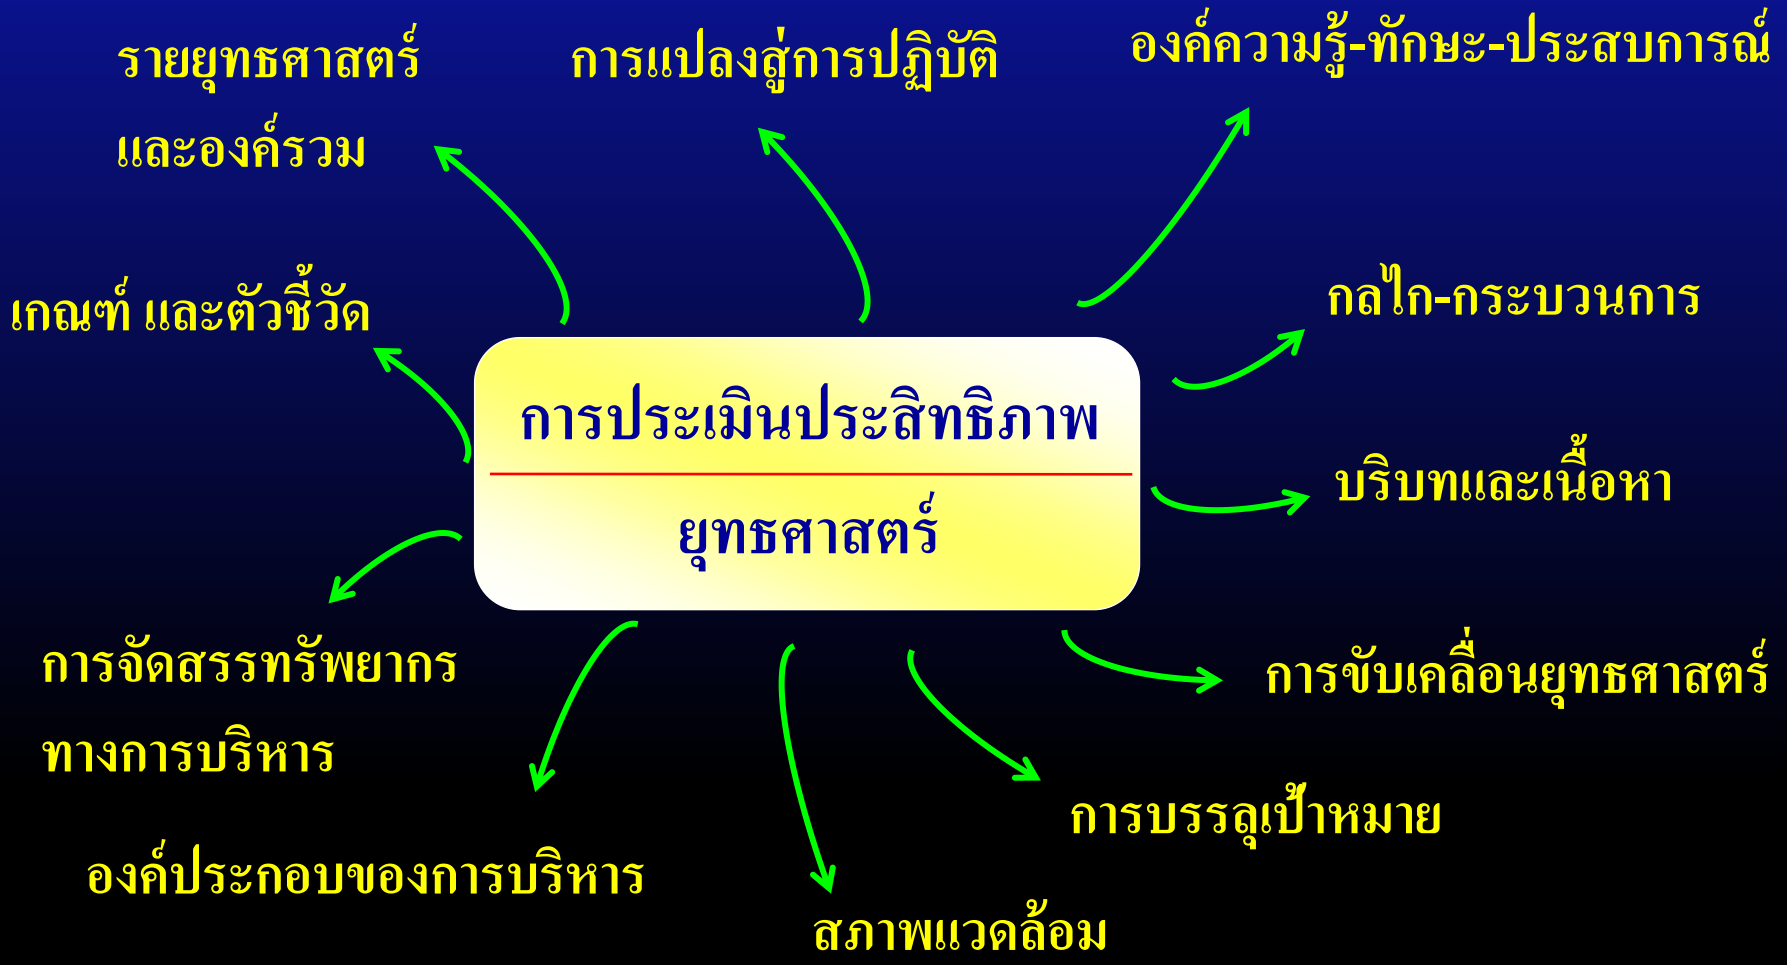 รายยุทธศาสตร์
และองค์รวม
การแปลงสู่การปฏิบัติ
องค์ความรู้-ทักษะ-ประสบการณ์
เกณฑ์ และตัวชี้วัด
กลไก-กระบวนการ
การประเมินประสิทธิภาพ
ยุทธศาสตร์
บริบทและเนื้อหา
การจัดสรรทรัพยากร
ทางการบริหาร
การขับเคลื่อนยุทธศาสตร์
องค์ประกอบของการบริหาร
การบรรลุเป้าหมาย
สภาพแวดล้อม